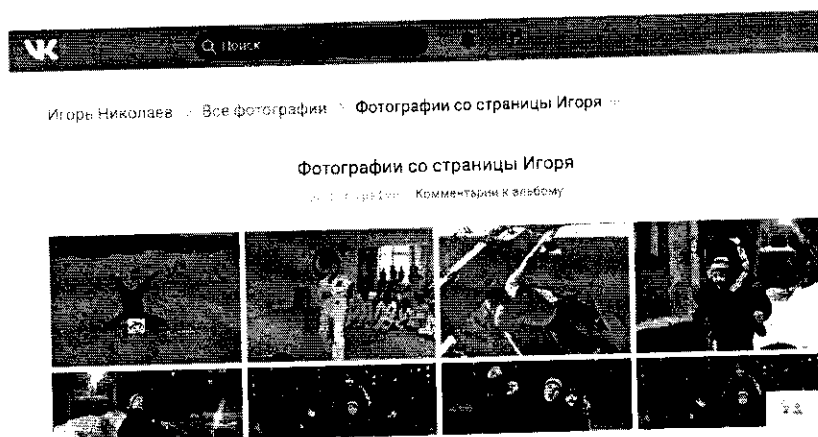 Поиск
Игорь Николаев Все фотографии Фотографии со страницы Игоря
Фотографии со страницы Игоря
Комментарии к альбому